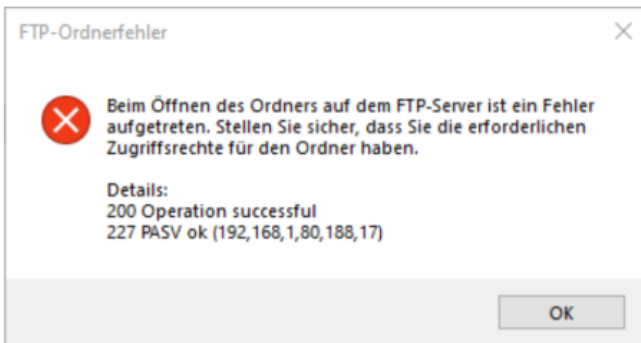 FTP-Ordnerfehler
Beim Öffnen des Ordners auf dem FTP-Server ist ein Fehler
aufgetreten. Stellen Sie sicher, dass Sie die erforderlichen
Zugriffsrechte für den Ordner haben.
Details:
200 Operation successful
227 PASV ok (192,168,1,80,188,17)
OK